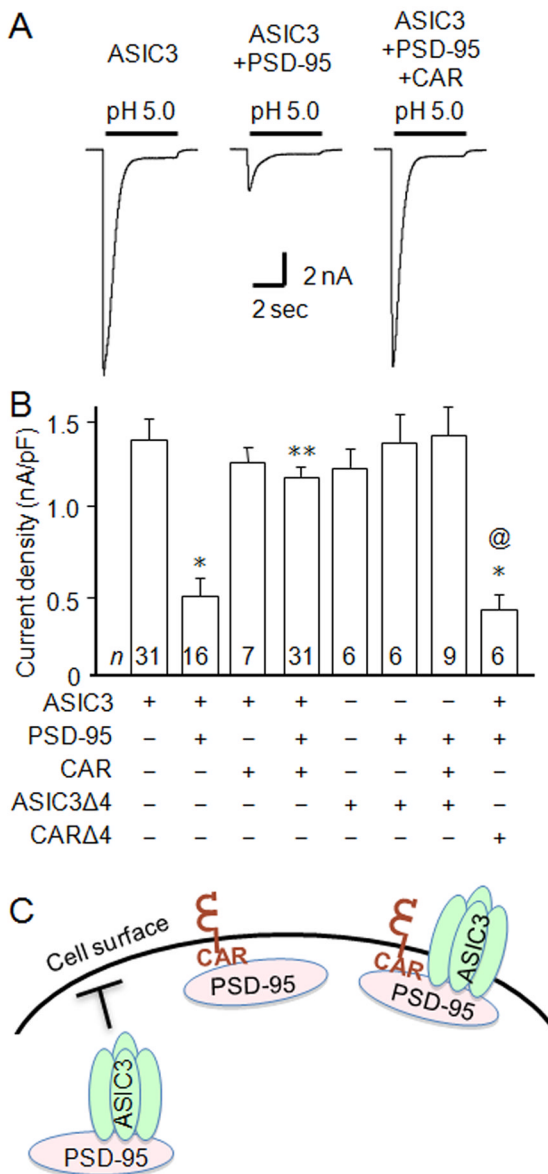 A
ASIC3
ASIC3
+PSD-95
ASIC3
+PSD-95
+CAR
pH 5.0
pH 5.0
pH 5.0
2 nA
2 sec
B
Current density (nA/pF)
1.5
1.0
0.5
0
*
**
@
*
n 31 16 7 31 6 6 9 6
ASIC3 + + + + – – – +
PSD-95 – + – + – + + +
CAR – – + + – – + –
ASIC3Δ4 – – – – + + + –
CARΔ4 – – – – – – – +
C
Cell surface
CAR
PSD-95
CAR
PSD-95
ASIC3
ASIC3
PSD-95